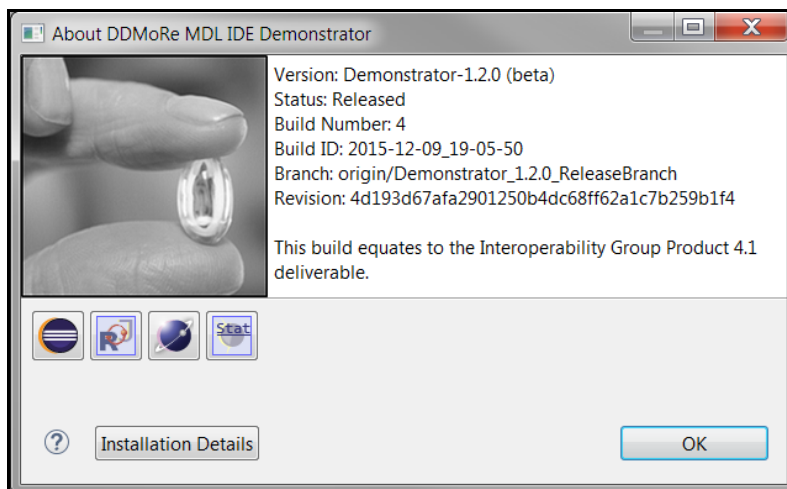 About DDMoRe MDL IDE Demonstrator
Version: Demonstrator-1.2.0 (beta)
Status: Released
Build Number: 4
Build ID: 2015-12-09_19-05-50
Branch: origin/Demonstrator_1.2.0_ReleaseBranch
Revision: 4d193d67afa2901250b4dc68ff62a1c7b259b1f4
This build equates to the Interoperability Group Product 4.1
deliverable.
R
Stat
?
Installation Details
OK